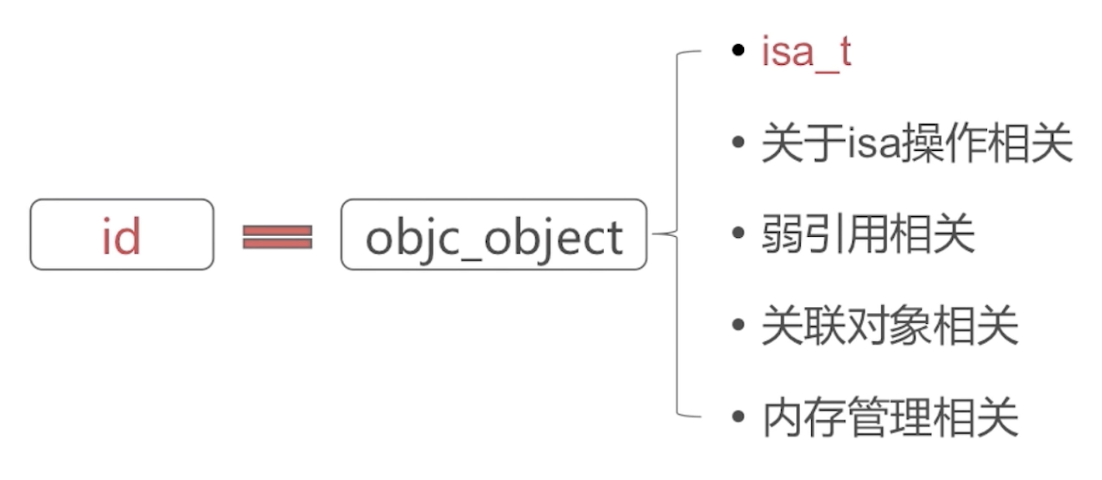 id
objc_object
isa_t
关于isa操作相关
弱引用相关
关联对象相关
内存管理相关